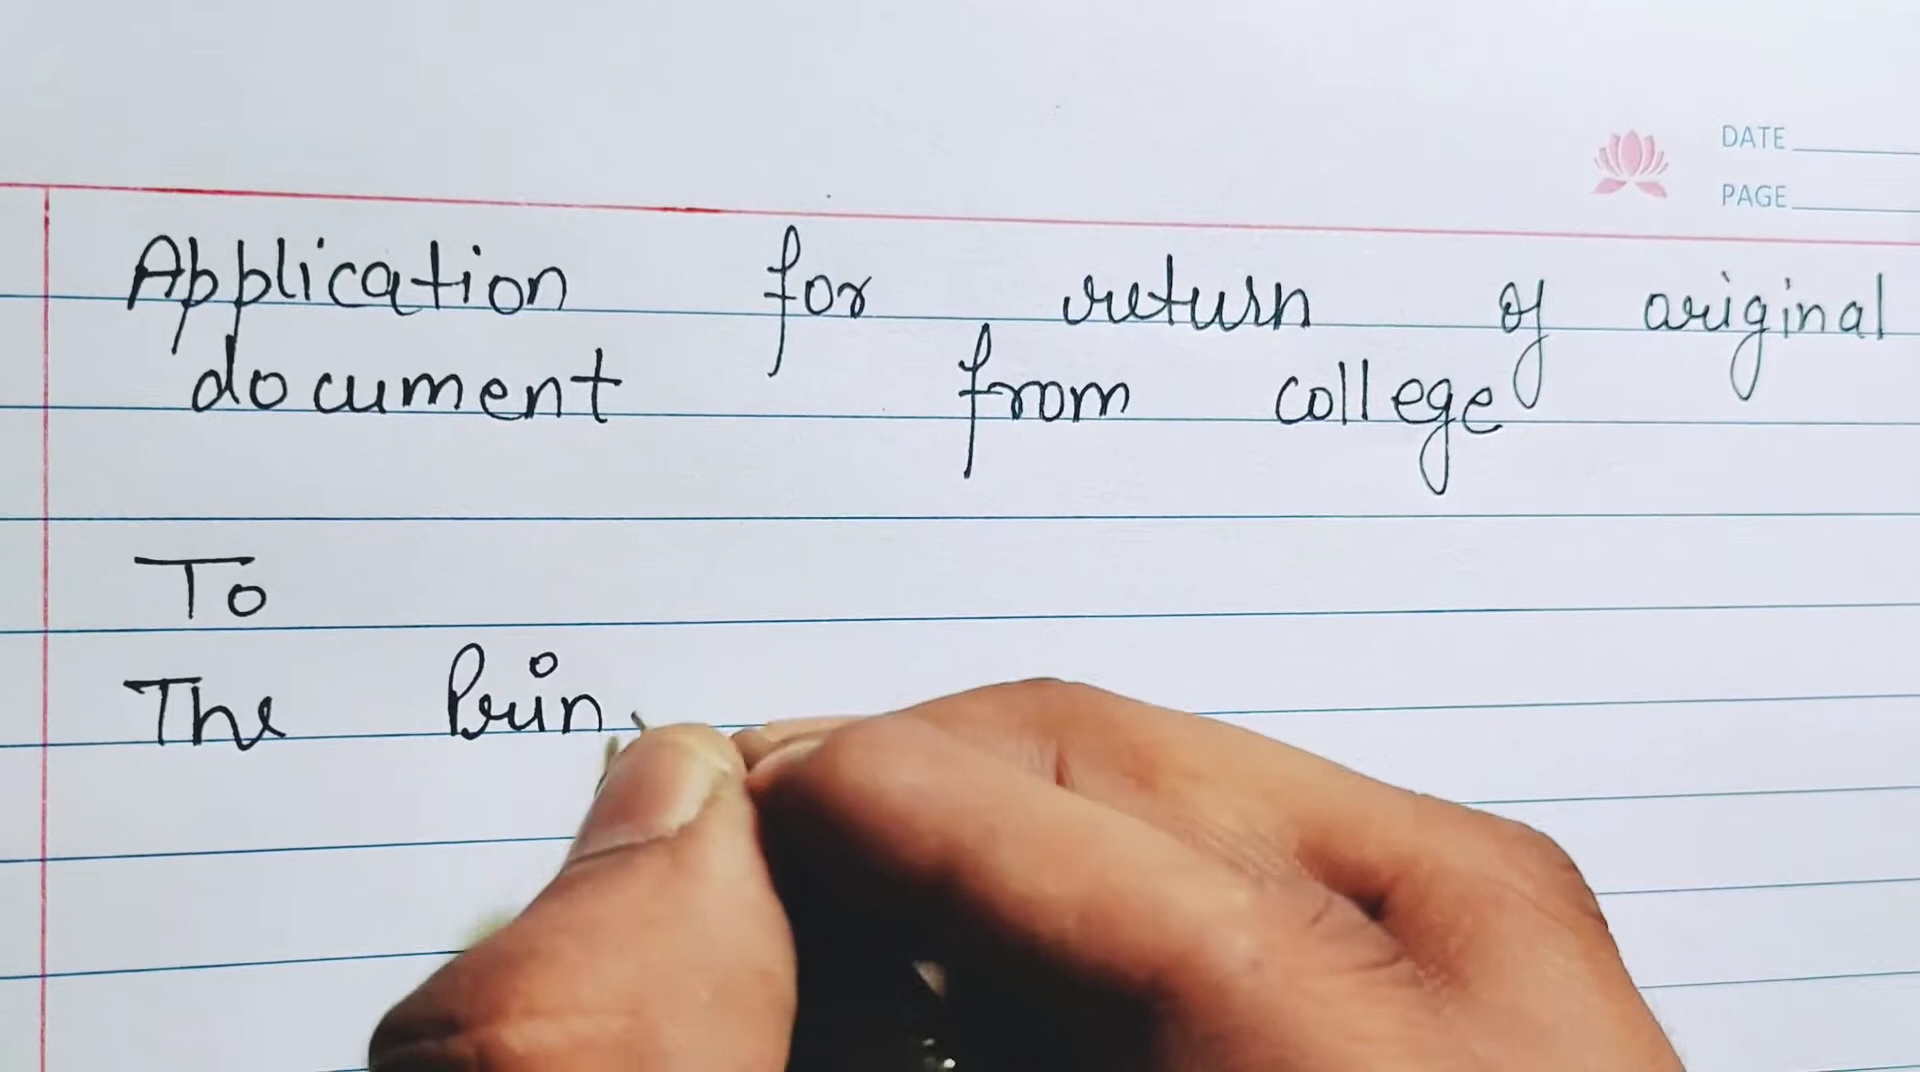 DATE
PAGE
Application for return of original
document from college
To
The Prin